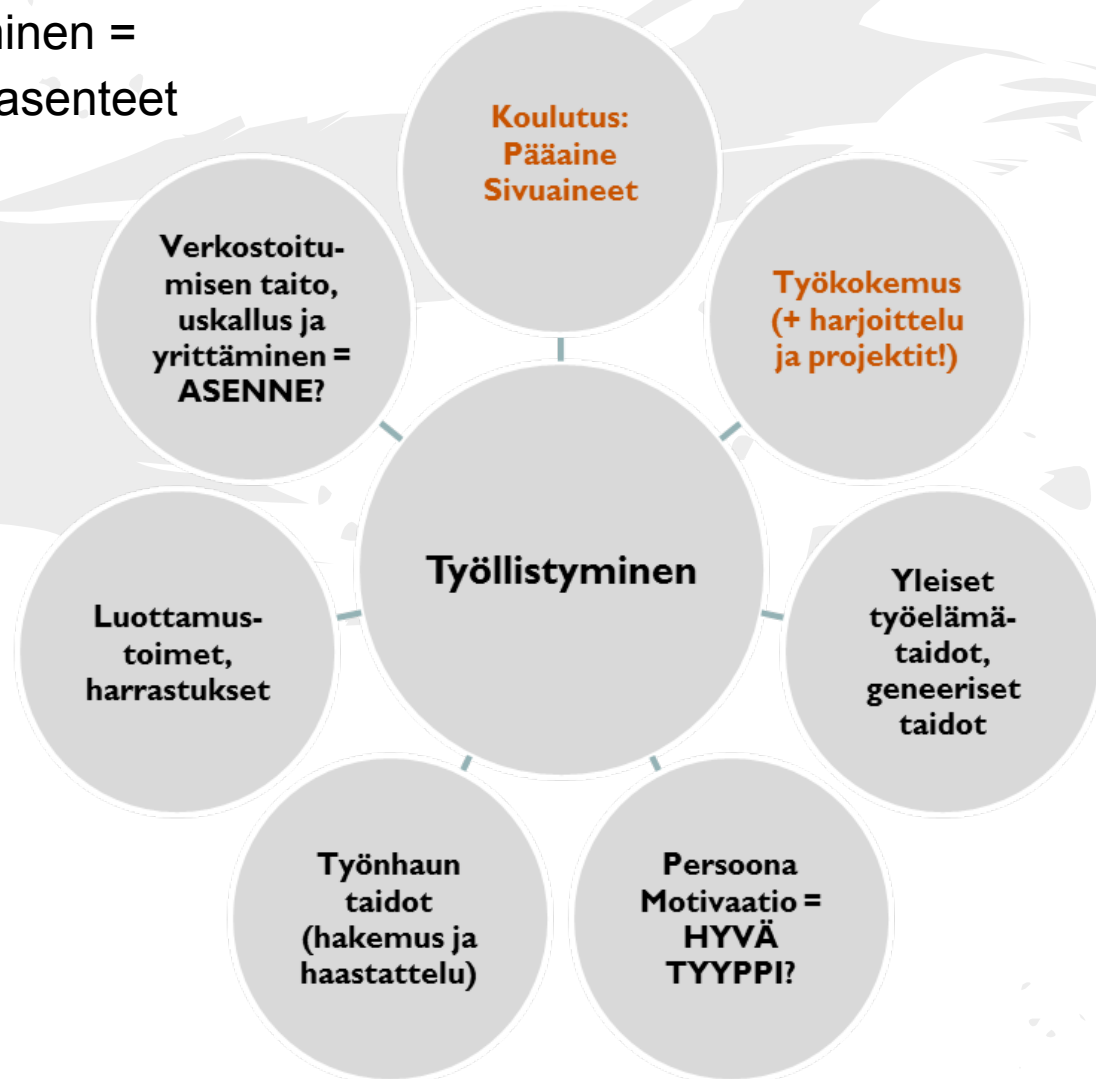 minen =
asenteet
Koulutus:
Pääaine
Sivuaineet
Työkokemus
(+ harjoittelu
ja projektit!)
Yleiset
työelämä-
taidot,
geneeriset
taidot
Persoona
Motivaatio =
HYVÄ
TYYPPI?
Työnhaun
taidot
(hakemus ja
haastattelu)
Luottamus-
toimet,
harrastukset
Verkostoitu-
misen taito,
uskallus ja
yrittäminen =
ASENNE?
Työllistyminen